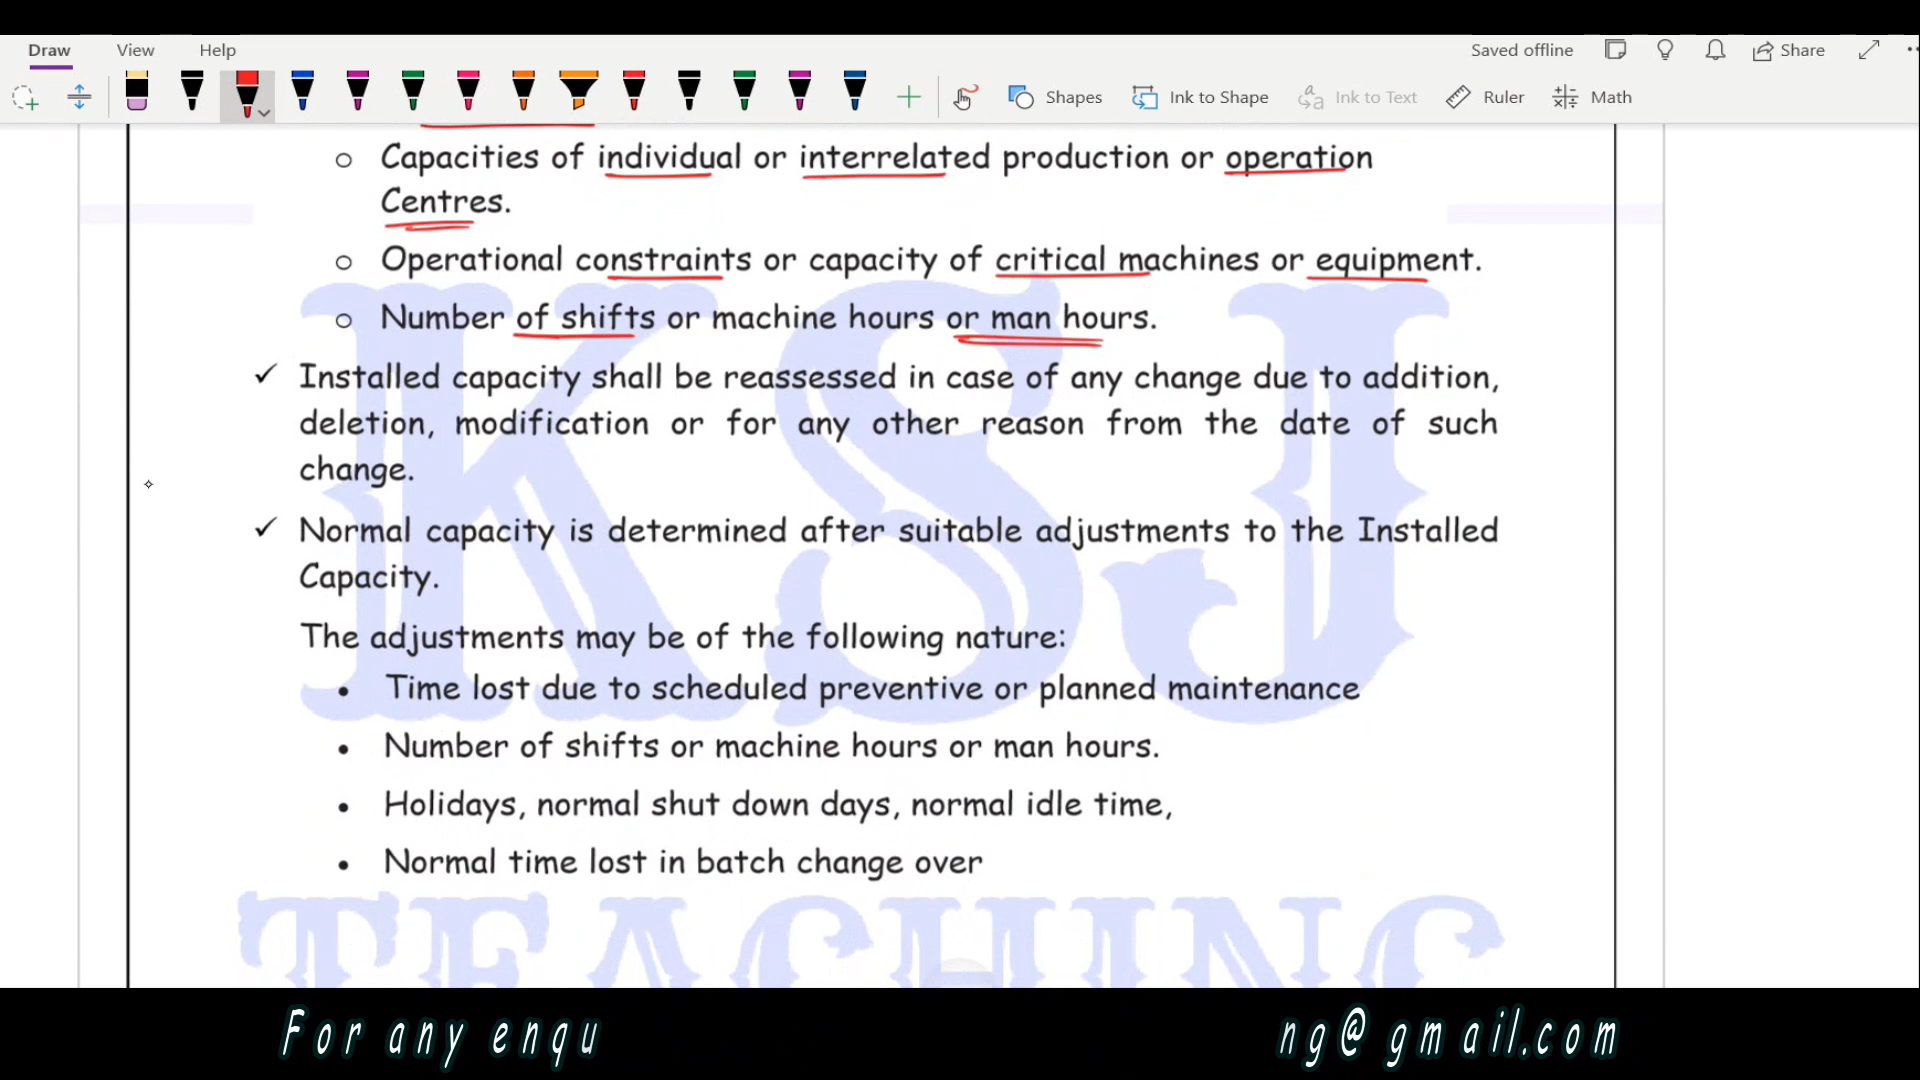 Draw View Help Saved offline Share
Shapes Ink to Shape Ink to Text Ruler Math
o Capacities of individual or interrelated production or operation
Centres.
o Operational constraints or capacity of critical machines or equipment.
o Number of shifts or machine hours or man hours.
✓ Installed capacity shall be reassessed in case of any change due to addition,
deletion, modification or for any other reason from the date of such
change.
✓ Normal capacity is determined after suitable adjustments to the Installed
Capacity.
The adjustments may be of the following nature:
• Time lost due to scheduled preventive or planned maintenance
• Number of shifts or machine hours or man hours.
• Holidays, normal shut down days, normal idle time,
• Normal time lost in batch change over
KSJ
TEACHING
For any enqu ng@gmail.com